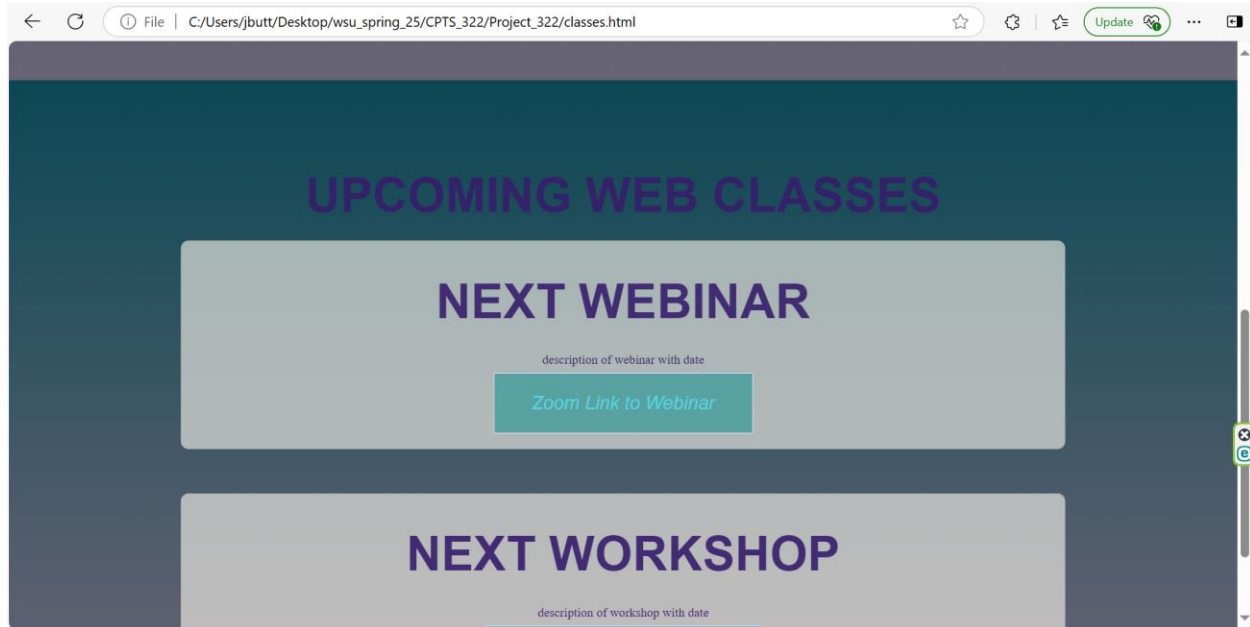 File
C:/Users/jbutt/Desktop/wsu_spring_25/CPTS_322/Project_322/classes.html
Update
UPCOMING WEB CLASSES
NEXT WEBINAR
description of webinar with date
Zoom Link to Webinar
NEXT WORKSHOP
description of workshop with date